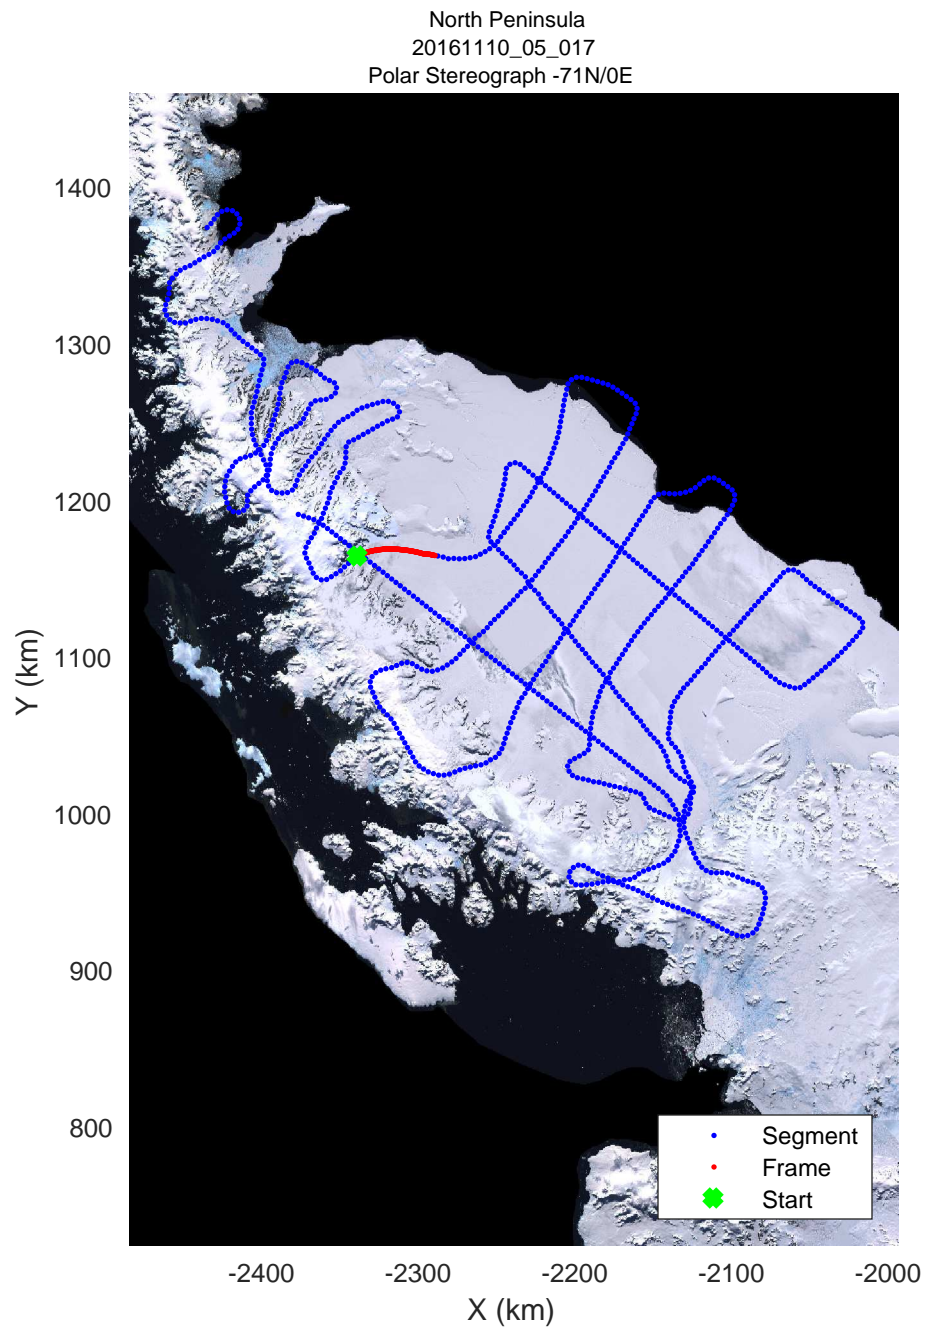 North Peninsula
20161110_05_017
Polar Stereograph -71N/0E
1400
1300
1200
1100
1000
900
800
Y (km)
Segment
Frame
Start
-2400
-2300
-2200
-2100
-2000
X (km)